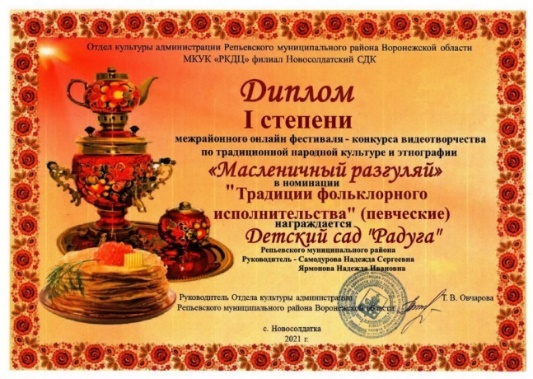 Отдел культуры администрации Репьевского муниципального района Воронежской области
МКУК «РКДЦ» филиал Новосолдатский СДК
Диплом
I степени
межрайонного онлайн фестиваля - конкурса видеотворчества
по традиционной народной культуре и этнографии
«Масленичный разгуляй»
в номинации
"Традиции фольклорного
исполнительства" (певческие)
награждается
Детский сад "Радуга"
Репьевского муниципального района
Руководитель - Самодурова Надежда Сергеевна
Ярмонова Надежда Ивановна
Руководитель Отдела культуры администрации
Репьевского муниципального района Воронежской области
Т. В. Овчарова
с. Новосолдатка
2021 г.